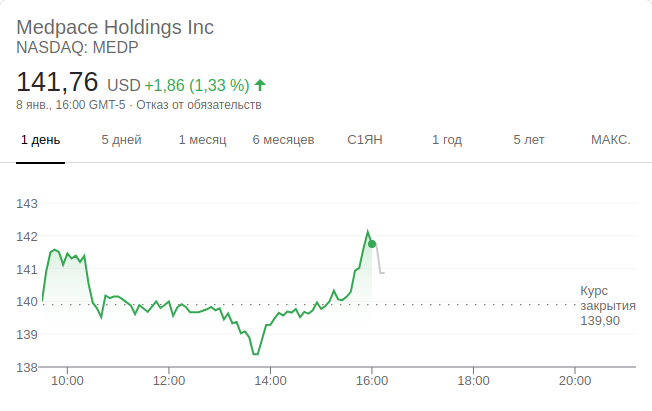 Medpace Holdings Inc
NASDAQ: MEDP
141,76 USD +1,86 (1,33 %)
8 янв., 16:00 GMT-5 · Отказ от обязательств
1 день 5 дней 1 месяц 6 месяцев С1ЯН 1 год 5 лет МАКС.
143
142
141
140
139
138
Курс
закрытия
139,90
10:00 12:00 14:00 16:00 18:00 20:00